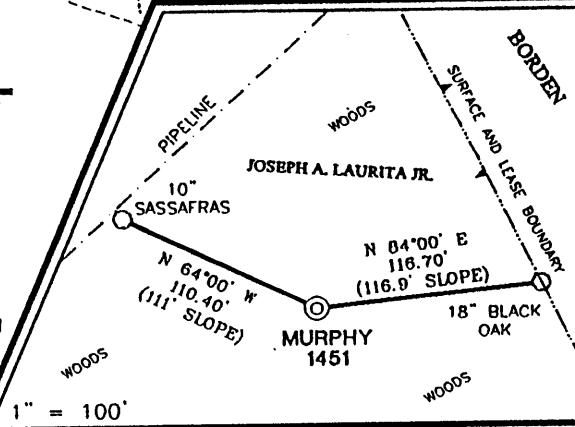 BORDEN
SURFACE AND LEASE BOUNDARY
WOODS
PIPELINE
JOSEPH A. LAURITA JR.
10"
SASSAFRAS
N 64°00' W
110.40'
(111' SLOPE)
N 84°00' E
116.70'
(116.9' SLOPE)
18" BLACK
OAK
MURPHY
1451
WOODS
WOODS
1" = 100'